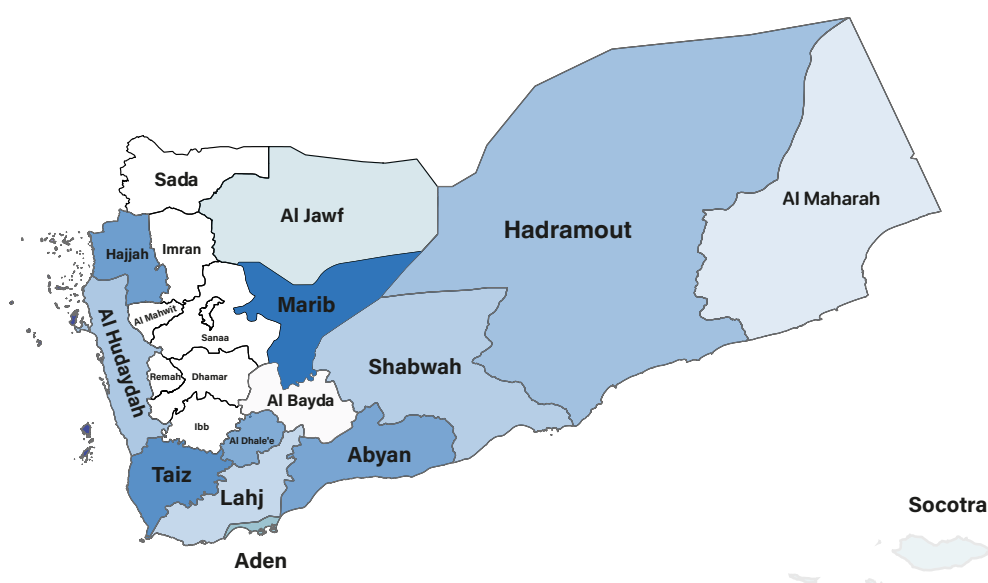 Sada
Al Jawf
Hadramout
Al Maharah
Hajjah
Imran
Marib
Al Mahwit
Sanaa
Al Hudaydah
Shabwah
Remah
Dhamar
Al Bayda
Ibb
Al Dhale'e
Abyan
Taiz
Lahj
Socotra
Aden